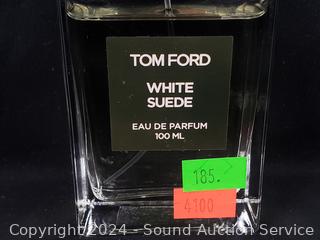 TOM FORD
WHITE
SUEDE
EAU DE PARFUM
100 ML
185.
4100
Copyright©2024 - Sound Auction Service